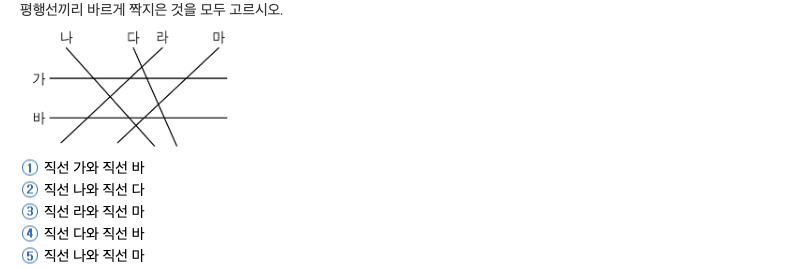 평행선끼리 바르게 짝지은 것을 모두 고르시오.
나 다 라 마
가
바
① 직선 가와 직선 바
② 직선 나와 직선 다
③ 직선 라와 직선 마
④ 직선 다와 직선 바
⑤ 직선 나와 직선 마